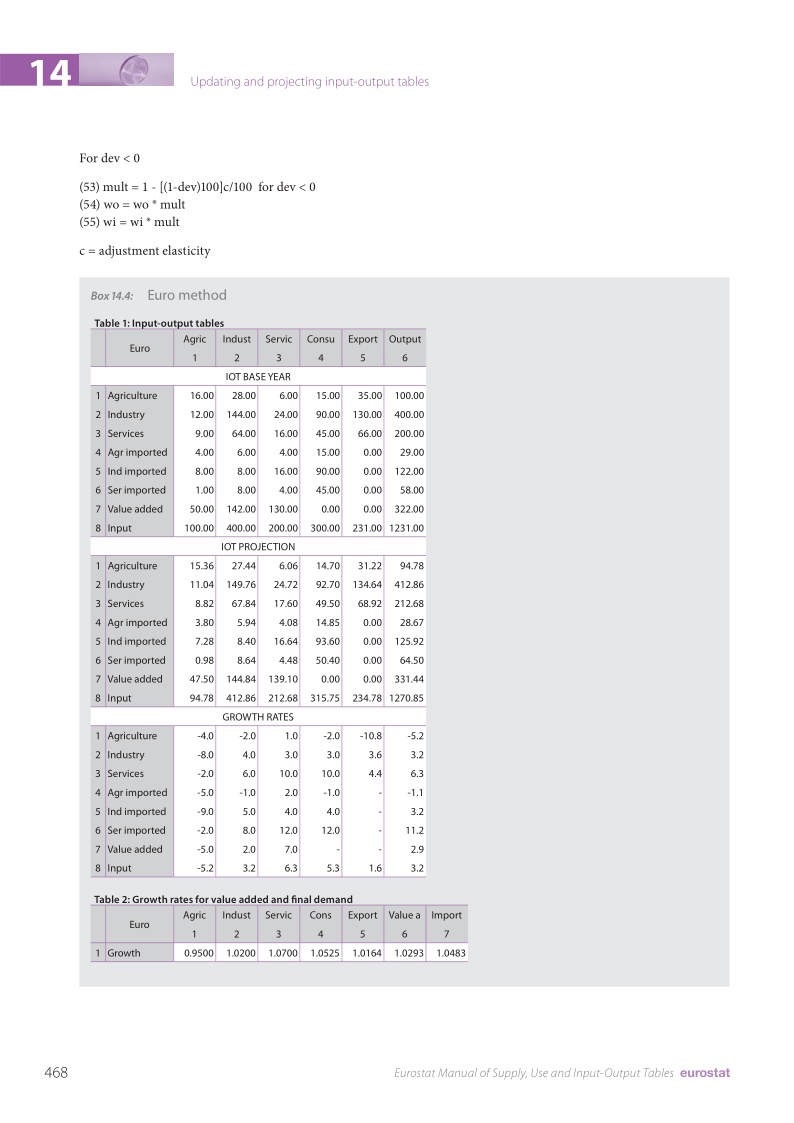 14
Updating and projecting input-output tables
For dev < 0
(53) mult = 1 - [(1-dev)100]c/100 for dev < 0
(54) wo = wo * mult
(55) wi = wi * mult
c = adjustment elasticity
Box 14.4: Euro method
Table 1: Input-output tables
Euro Agric Indust Servic Consu Export Output
1 2 3 4 5 6
IOT BASE YEAR
1 Agriculture 16.00 28.00 6.00 15.00 35.00 100.00
2 Industry 12.00 144.00 24.00 90.00 130.00 400.00
3 Services 9.00 64.00 16.00 45.00 66.00 200.00
4 Agr imported 4.00 6.00 4.00 15.00 0.00 29.00
5 Ind imported 8.00 8.00 16.00 90.00 0.00 122.00
6 Ser imported 1.00 8.00 4.00 45.00 0.00 58.00
7 Value added 50.00 142.00 130.00 0.00 0.00 322.00
8 Input 100.00 400.00 200.00 300.00 231.00 1231.00
IOT PROJECTION
1 Agriculture 15.36 27.44 6.06 14.70 31.22 94.78
2 Industry 11.04 149.76 24.72 92.70 134.64 412.86
3 Services 8.82 67.84 17.60 49.50 68.92 212.68
4 Agr imported 3.80 5.94 4.08 14.85 0.00 28.67
5 Ind imported 7.28 8.40 16.64 93.60 0.00 125.92
6 Ser imported 0.98 8.64 4.48 50.40 0.00 64.50
7 Value added 47.50 144.84 139.10 0.00 0.00 331.44
8 Input 94.78 412.86 212.68 315.75 234.78 1270.85
GROWTH RATES
1 Agriculture -4.0 -2.0 1.0 -2.0 -10.8 -5.2
2 Industry -8.0 4.0 3.0 3.0 3.6 3.2
3 Services -2.0 6.0 10.0 10.0 4.4 6.3
4 Agr imported -5.0 -1.0 2.0 -1.0 - -1.1
5 Ind imported -9.0 5.0 4.0 4.0 - 3.2
6 Ser imported -2.0 8.0 12.0 12.0 - 11.2
7 Value added -5.0 2.0 7.0 - - 2.9
8 Input -5.2 3.2 6.3 5.3 1.6 3.2
Table 2: Growth rates for value added and final demand
Euro Agric Indust Servic Cons Export Value a Import
1 2 3 4 5 6 7
1 Growth 0.9500 1.0200 1.0700 1.0525 1.0164 1.0293 1.0483
468
Eurostat Manual of Supply, Use and Input-Output Tables eurostat